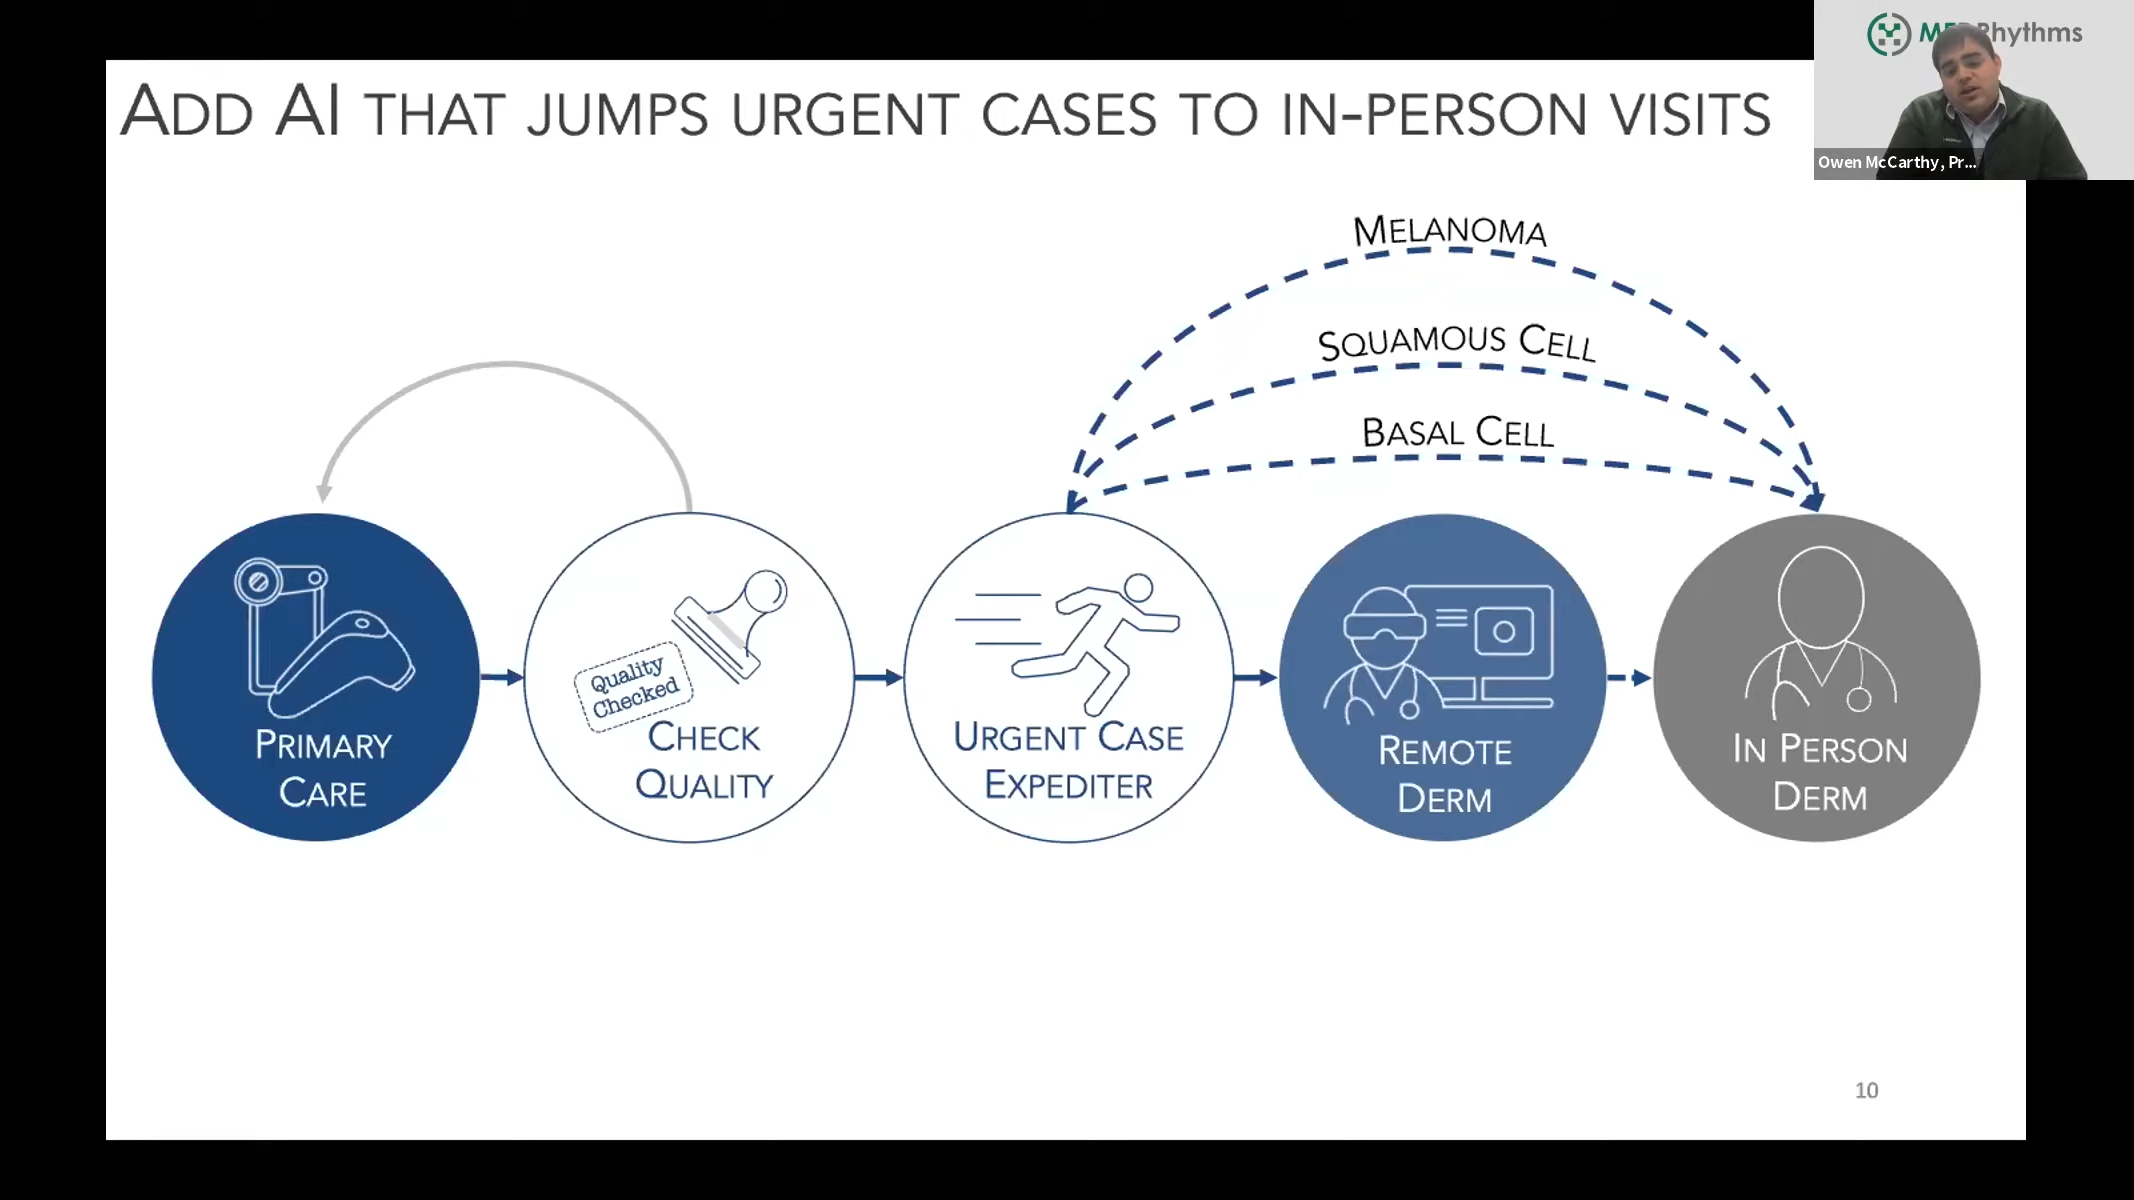 ADD AI THAT JUMPS URGENT CASES TO IN-PERSON VISITS
Rhythms
Owen McCarthy, Pr...
MELANOMA
SQUAMOUS CELL
BASAL CELL
Quality
Checked
PRIMARY
CARE
CHECK
QUALITY
URGENT CASE
EXPEDITER
REMOTE
DERM
IN PERSON
DERM
10